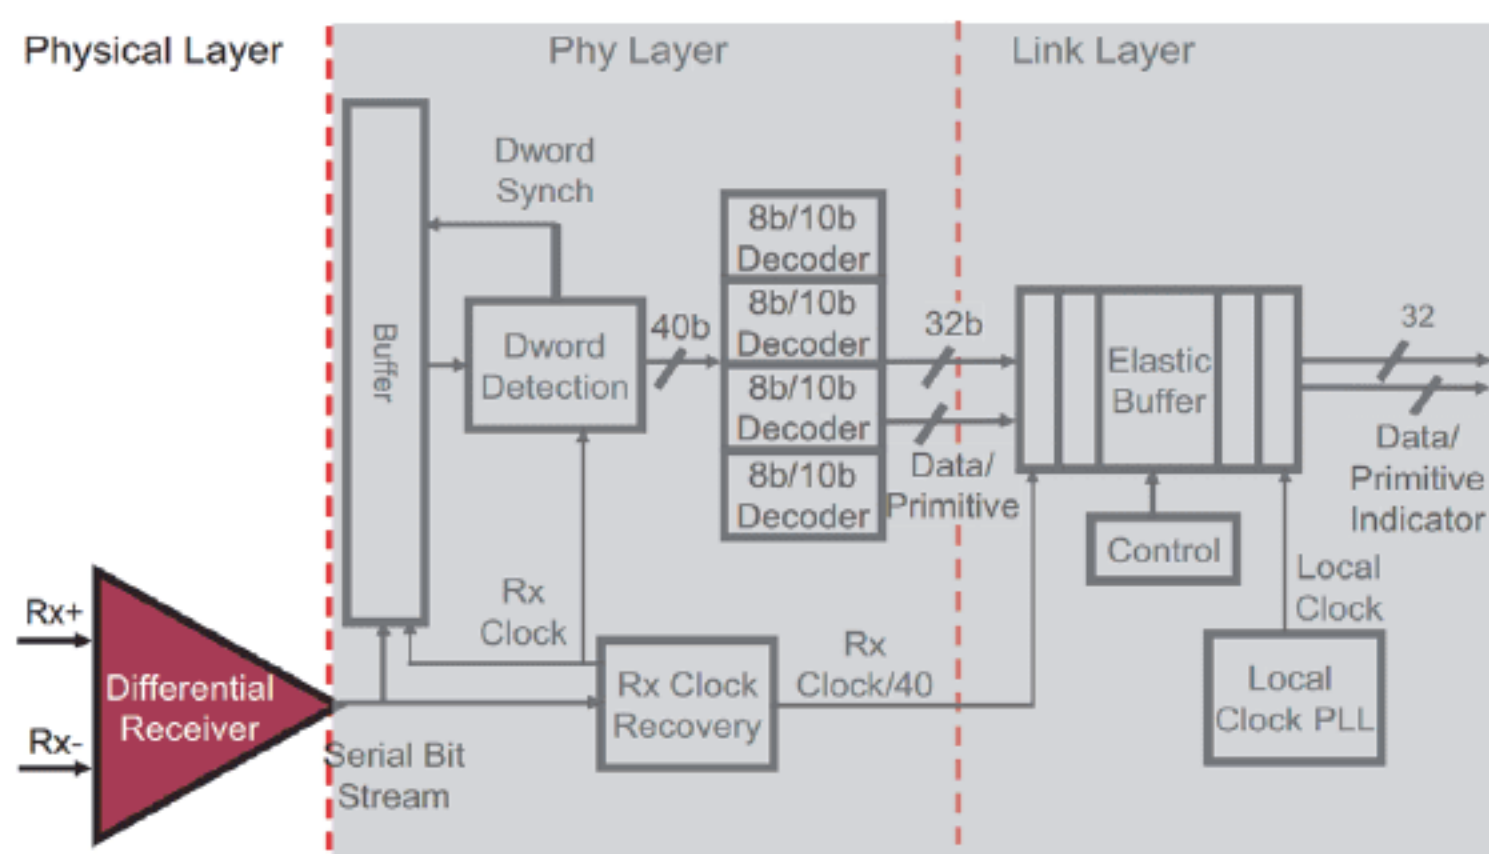 Physical Layer
Phy Layer
Link Layer
Dword
Synch
Buffer
Dword
Detection
40b
8b/10b
Decoder
8b/10b
Decoder
8b/10b
Decoder
8b/10b
Decoder
32b
Data/
Primitive
Elastic
Buffer
32
Data/
Primitive
Indicator
Control
Local
Clock
Local
Clock PLL
Rx
Clock
Rx Clock
Recovery
Rx
Clock/40
Rx+
Rx-
Differential
Receiver
Serial Bit
Stream